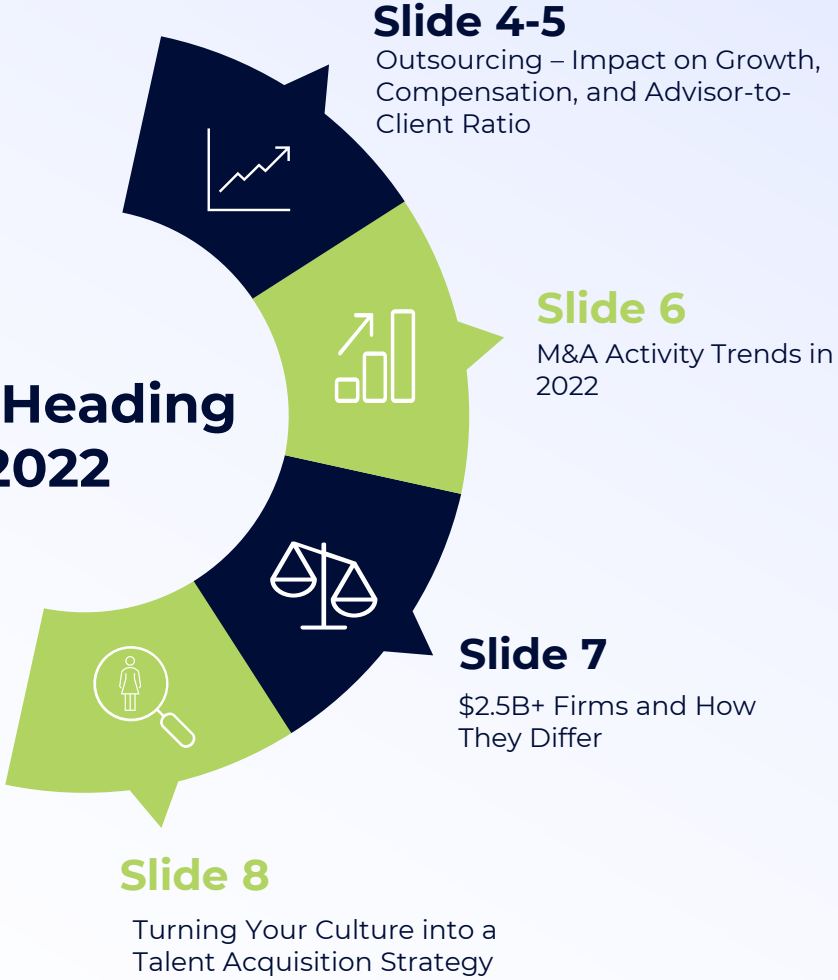 Slide 4-5
Outsourcing – Impact on Growth,
Compensation, and Advisor-to-
Client Ratio
Slide 6
M&A Activity Trends in
2022
Heading
2022
Slide 7
$2.5B+ Firms and How
They Differ
Slide 8
Turning Your Culture into a
Talent Acquisition Strategy